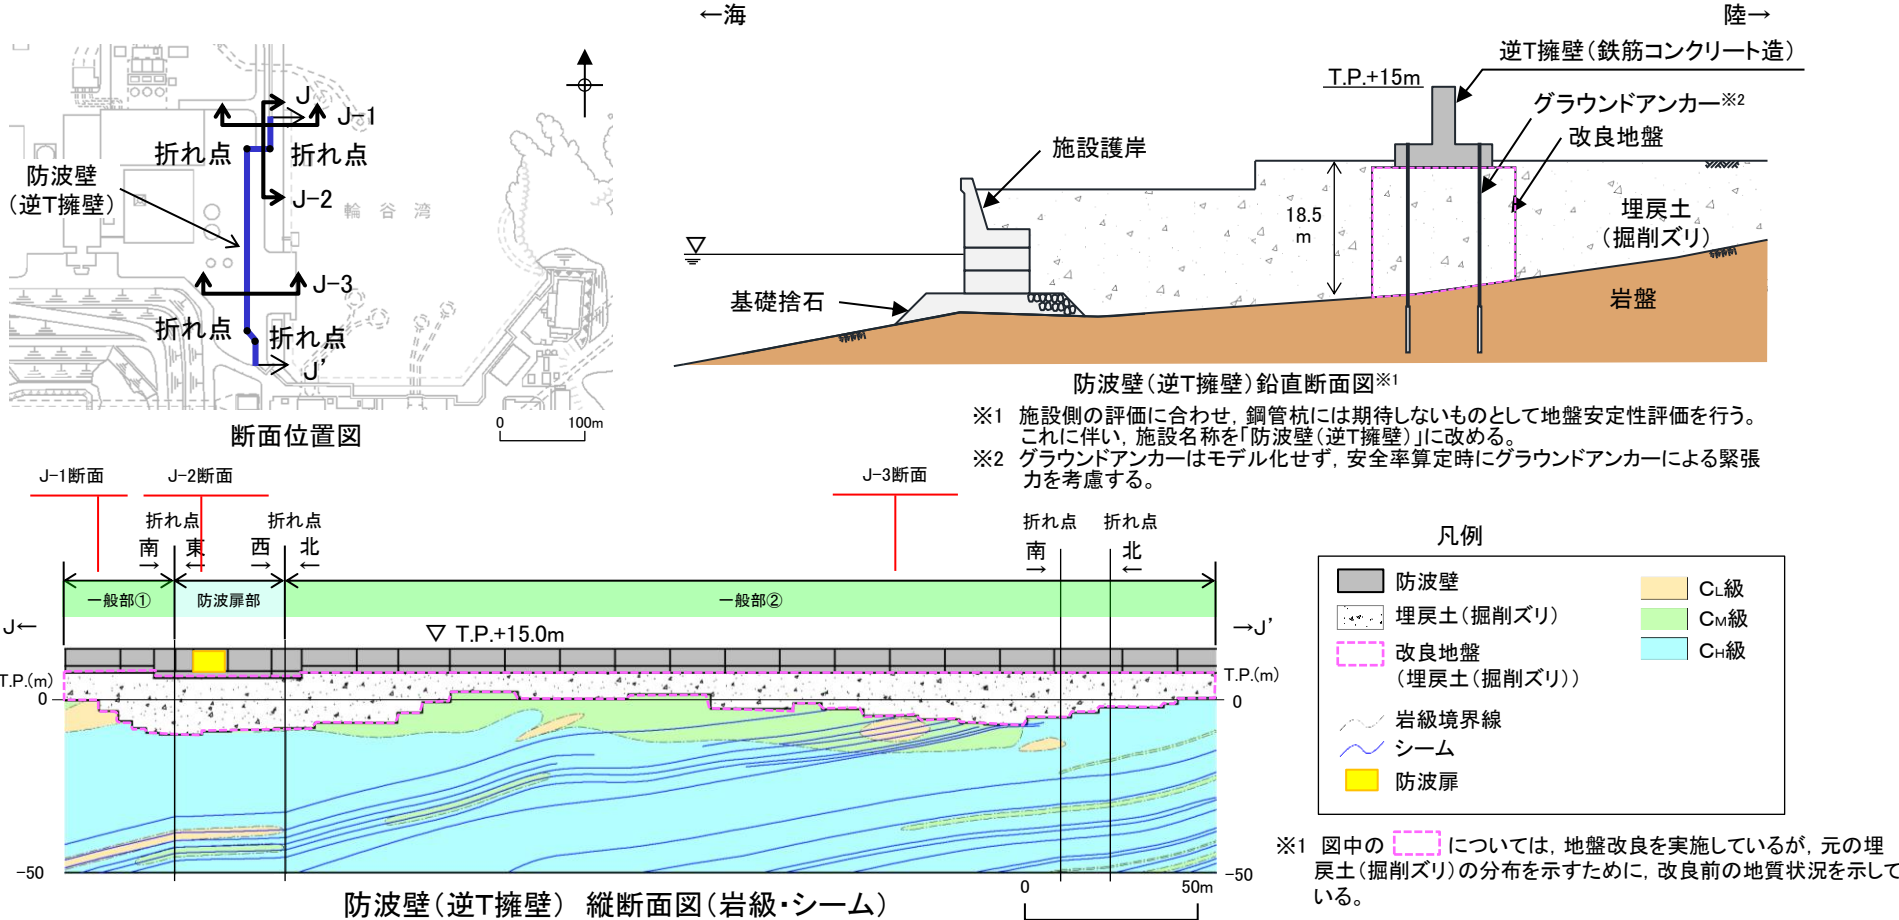 ←海
陸→
逆T擁壁(鉄筋コンクリート造)
T.P.+15m
グラウンドアンカー※2
改良地盤
施設護岸
18.5
m
埋戻土
(掘削ズリ)
基礎捨石
岩盤
防波壁(逆T擁壁)鉛直断面図※1
※1 施設側の評価に合わせ, 鋼管杭には期待しないものとして地盤安定性評価を行う。
これに伴い, 施設名称を「防波壁(逆T擁壁)」に改める。
※2 グラウンドアンカーはモデル化せず, 安全率算定時にグラウンドアンカーによる緊張
力を考慮する。
J
J-1
折れ点 折れ点
防波壁
(逆T擁壁)
J-2
輪谷湾
J-3
折れ点
折れ点
J'
断面位置図
0 100m
J-1断面 J-2断面 J-3断面
折れ点 折れ点 折れ点 折れ点
南 東 西 北 南 北
→ ← → ← → ←
一般部① 防波扉部 一般部②
J← ▽ T.P.+15.0m →J'
T.P.(m) T.P.(m)
0 0
-50 -50
0 50m
防波壁(逆T擁壁) 縦断面図(岩級・シーム)
凡例
防波壁
埋戻土(掘削ズリ)
改良地盤
(埋戻土(掘削ズリ))
岩級境界線
シーム
防波扉
CL級
CM級
CH級
※1 図中の については, 地盤改良を実施しているが, 元の埋
戻土(掘削ズリ)の分布を示すために, 改良前の地質状況を示して
いる。